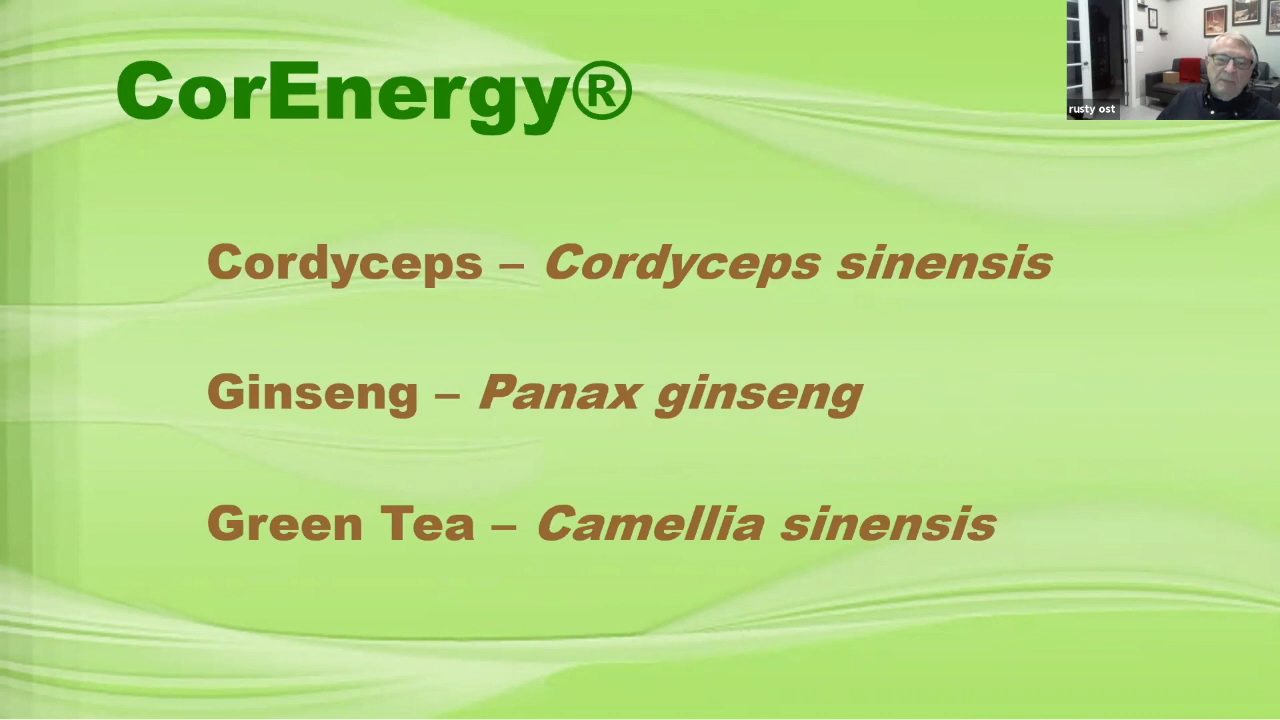 CorEnergy®
rusty ost
Cordyceps – Cordyceps sinensis
Ginseng – Panax ginseng
Green Tea – Camellia sinensis